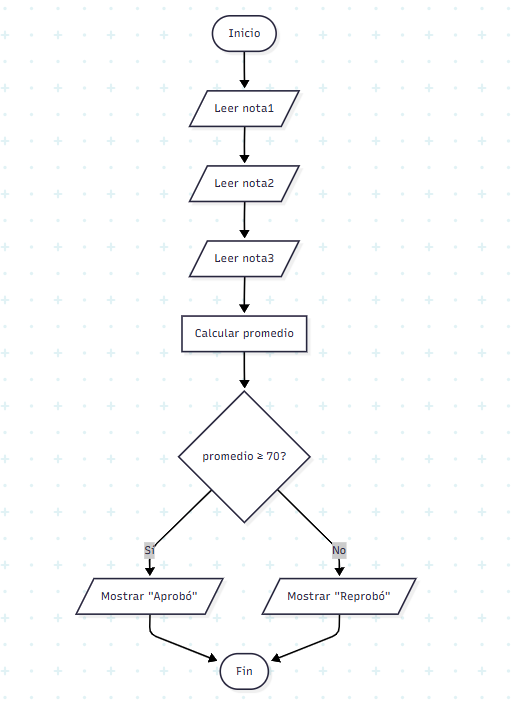 Inicio
Leer nota1
Leer nota2
Leer nota3
Calcular promedio
promedio ≥ 70?
Sí
No
Mostrar "Aprobó"
Mostrar "Reprobó"
Fin